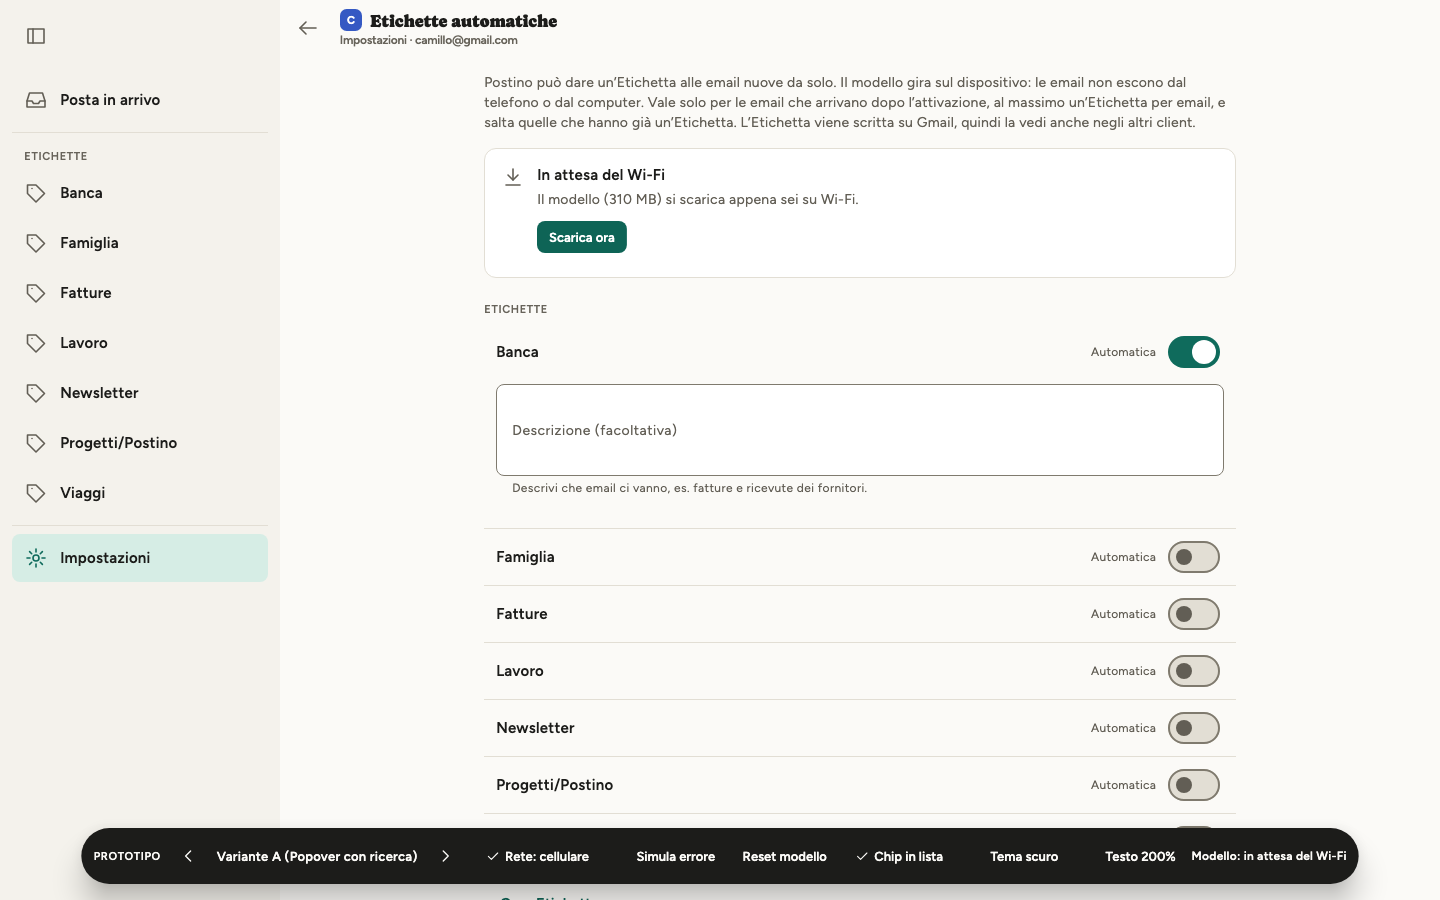 C Etichette automatiche
Impostazioni · camillo@gmail.com
Posta in arrivo
ETICHETTE
Banca
Famiglia
Fatture
Lavoro
Newsletter
Progetti/Postino
Viaggi
Impostazioni
Postino può dare un’Etichetta alle email nuove da solo. Il modello gira sul dispositivo: le email non escono dal
telefono o dal computer. Vale solo per le email che arrivano dopo l’attivazione, al massimo un’Etichetta per email, e
salta quelle che hanno già un’Etichetta. L’Etichetta viene scritta su Gmail, quindi la vedi anche negli altri client.
In attesa del Wi-Fi
Il modello (310 MB) si scarica appena sei su Wi-Fi.
Scarica ora
ETICHETTE
Banca Automatica
Descrizione (facoltativa)
Descrivi che email ci vanno, es. fatture e ricevute dei fornitori.
Famiglia Automatica
Fatture Automatica
Lavoro Automatica
Newsletter Automatica
Progetti/Postino Automatica
PROTOTIPO Variante A (Popover con ricerca) Rete: cellulare Simula errore Reset modello Chip in lista Tema scuro Testo 200% Modello: in attesa del Wi-Fi